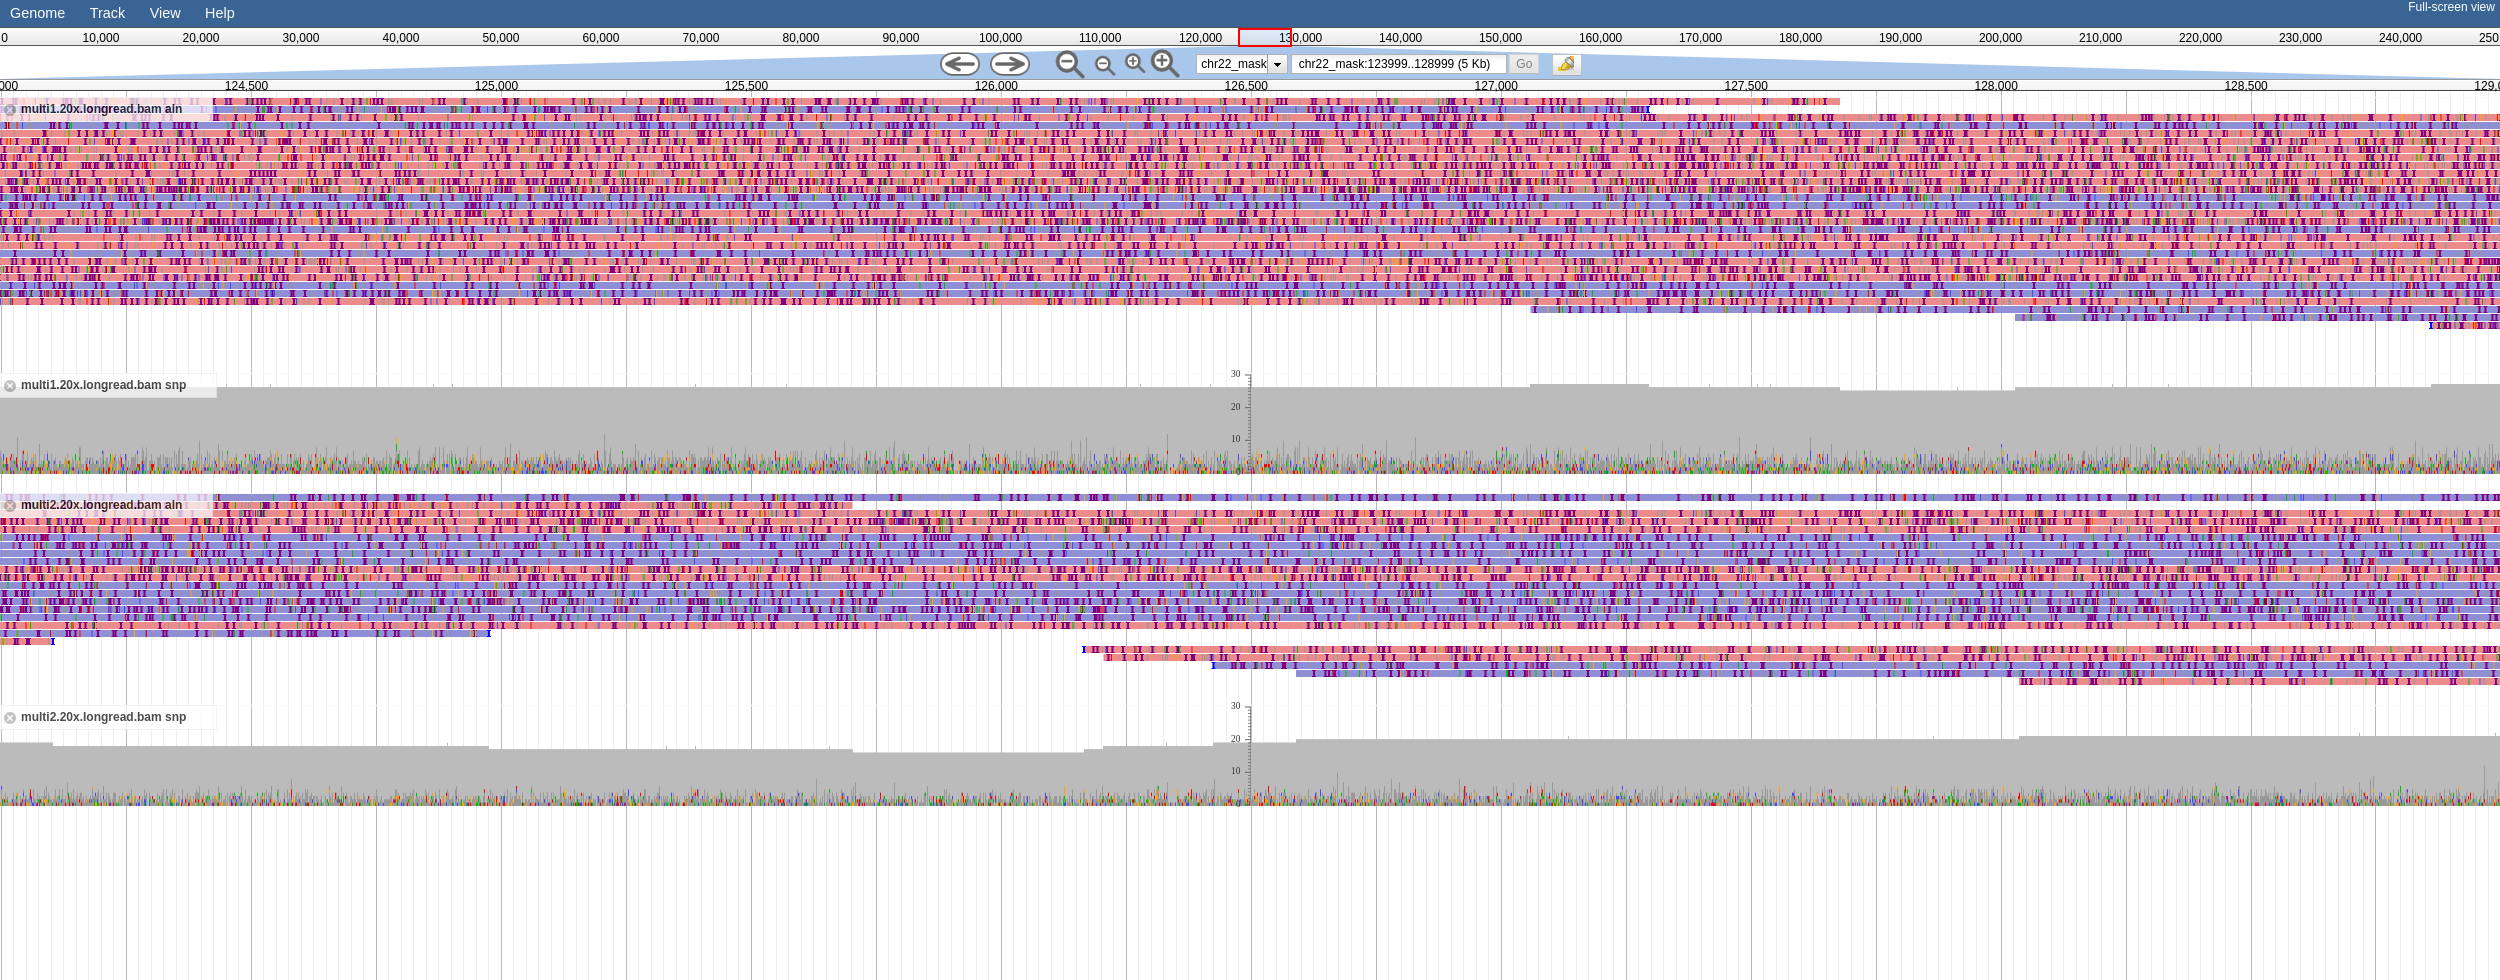 Genome Track View Help Full-screen view
0 10,000 20,000 30,000 40,000 50,000 60,000 70,000 80,000 90,000 100,000 110,000 120,000 130,000 140,000 150,000 160,000 170,000 180,000 190,000 200,000 210,000 220,000 230,000 240,000 250
chr22_mask chr22_mask:123999..128999 (5 Kb) Go
000 124,500 125,000 125,500 126,000 126,500 127,000 127,500 128,000 128,500 129,0
multi1.20x.longread.bam aln
30
multi1.20x.longread.bam snp
20
10
0
multi2.20x.longread.bam aln
30
multi2.20x.longread.bam snp
20
10
0